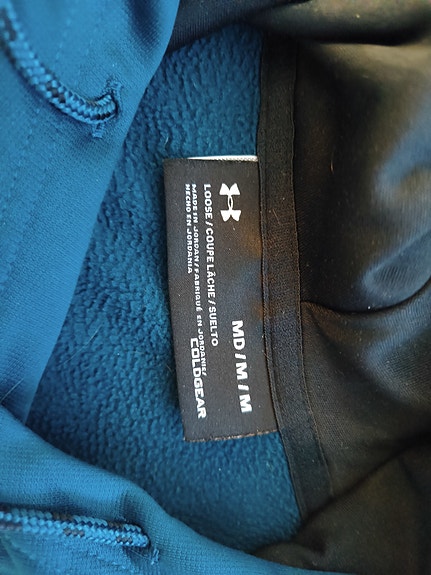 MD / M / M
LOOSE / COUPE LÂCHE / SUELTO
MADE IN JORDAN / FABRIQUÉ EN JORDANIE/
HECHO EN JORDANIA
COLDGEAR